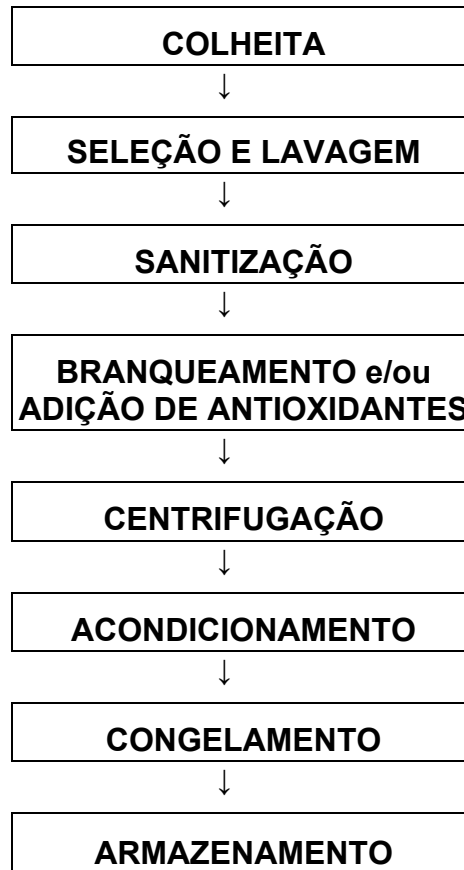 COLHEITA
↓
SELEÇÃO E LAVAGEM
↓
SANITIZAÇÃO
↓
BRANQUEAMENTO e/ou
ADIÇÃO DE ANTIOXIDANTES
↓
CENTRIFUGAÇÃO
↓
ACONDICIONAMENTO
↓
CONGELAMENTO
↓
ARMAZENAMENTO